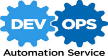 DEV OPS
Automation Service